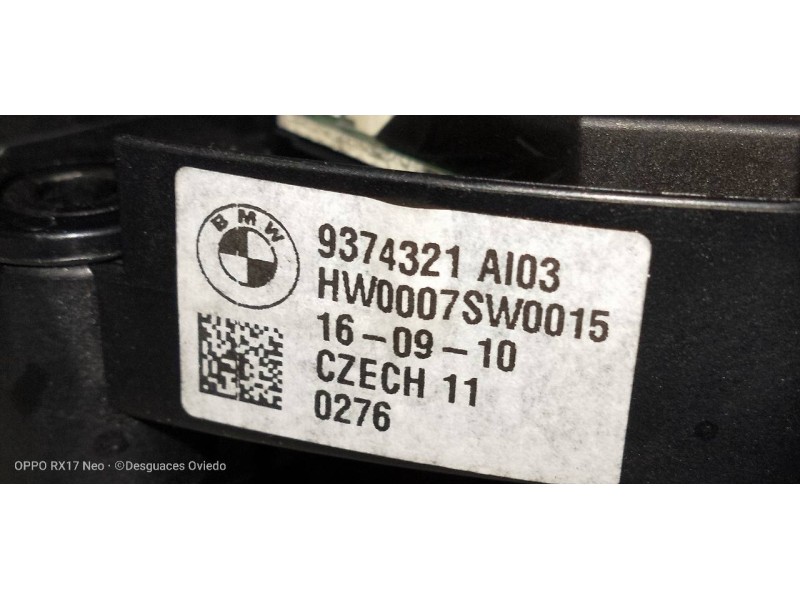 BMW
9374321 AI03
HW0007SW0015
16-09-10
CZECH 11
0276
OPPO RX17 Neo · ©Desguaces Oviedo